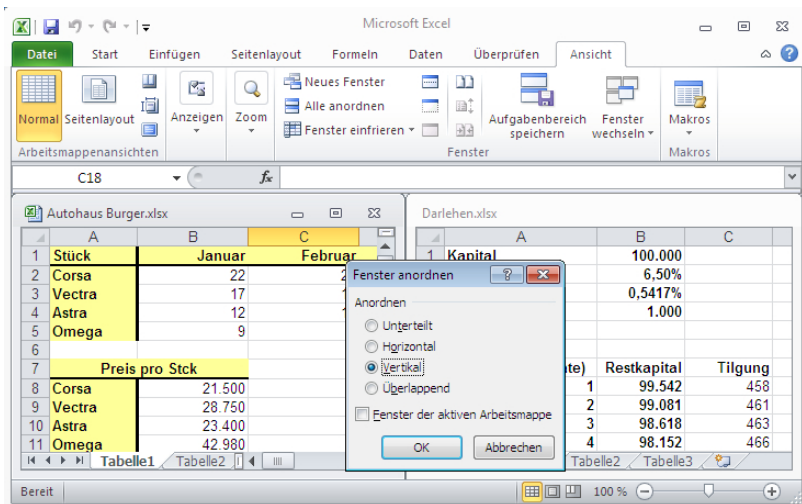 Microsoft Excel
Datei Start Einfügen Seitenlayout Formeln Daten Überprüfen Ansicht
Normal Seitenlayout Anzeigen Zoom
Neues Fenster
Alle anordnen
Fenster einfrieren
Aufgabenbereich speichern
Fenster wechseln
Makros
Arbeitsmappenansichten Fenster Makros
C18 fx
Autohaus Burger.xlsx
A B C
1 Stück Januar Februar
2 Corsa 22
3 Vectra 17
4 Astra 12
5 Omega 9
6
7 Preis pro Stck
8 Corsa 21.500
9 Vectra 28.750
10 Astra 23.400
11 Omega 42.980
Tabelle1 Tabelle2
Darlehen.xlsx
A B C
1 Kapital 100.000
6,50%
0,5417%
1.000
Restkapital Tilgung
1 99.542 458
2 99.081 461
3 98.618 463
4 98.152 466
Tabelle2 Tabelle3
Fenster anordnen
Anordnen
Unterteilt
Horizontal
Vertikal
Überlappend
Fenster der aktiven Arbeitsmappe
OK Abbrechen
Bereit 100 %